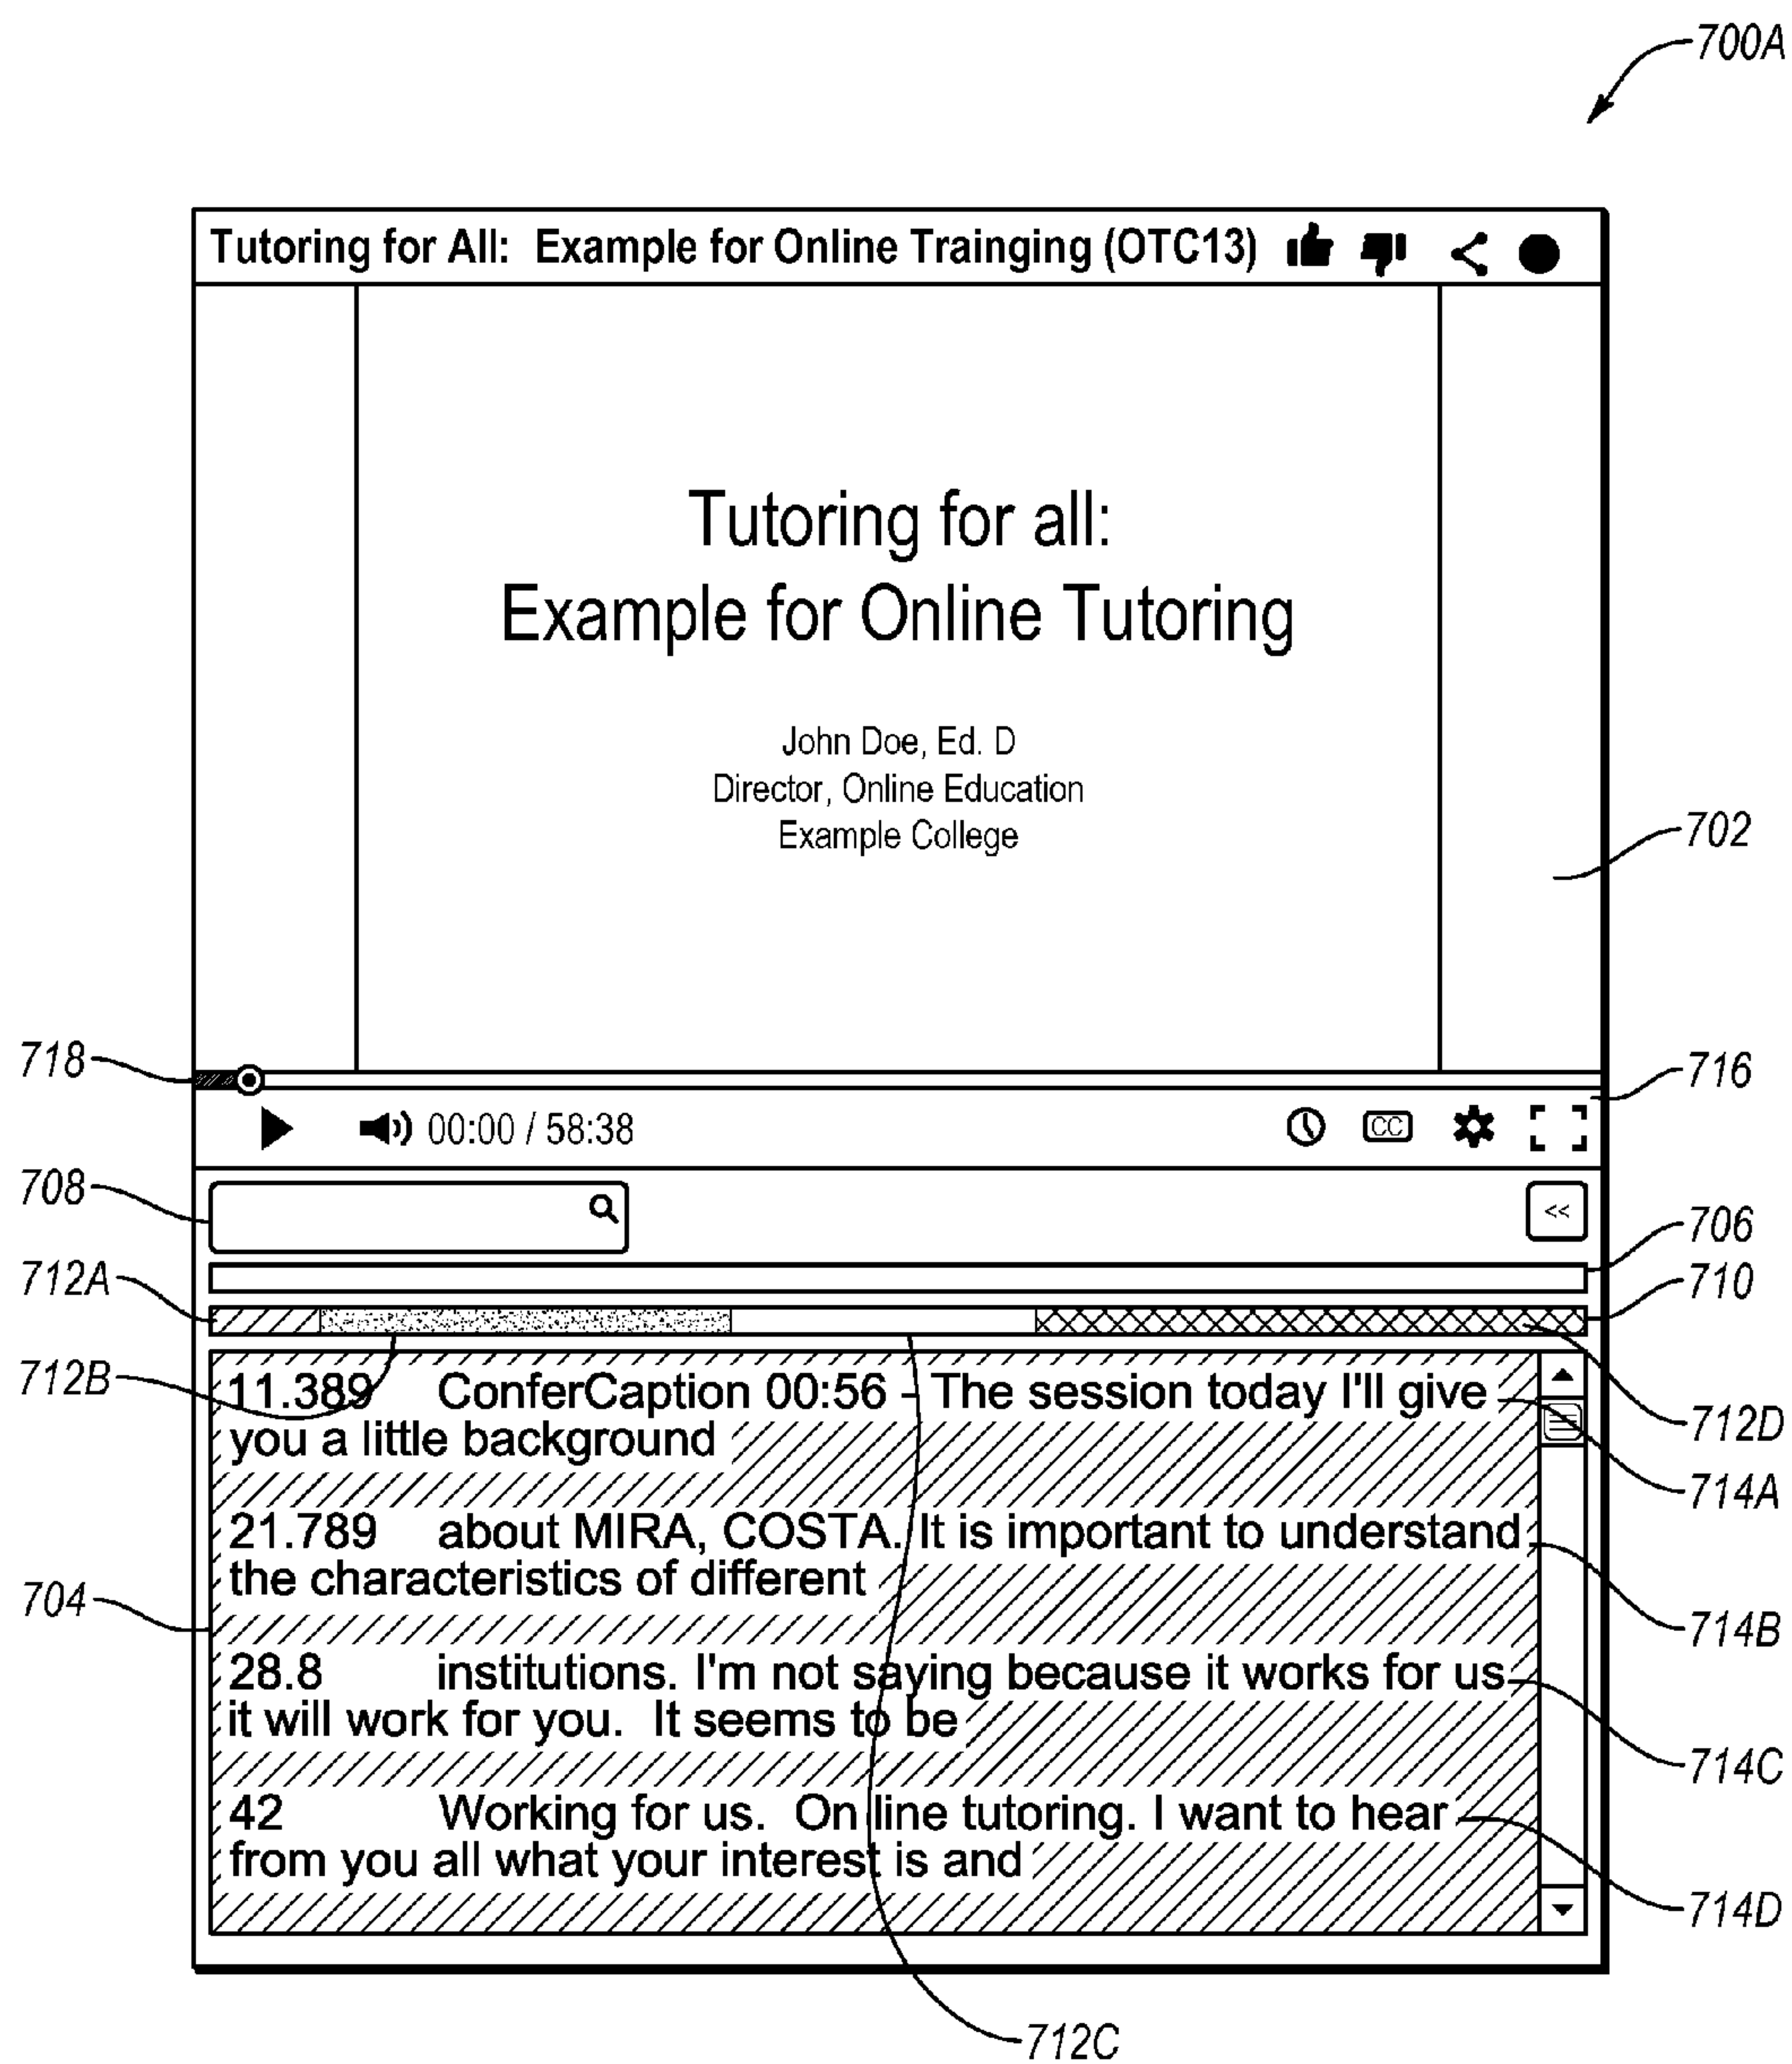 700A
Tutoring for All: Example for Online Trainging (OTC13)
Tutoring for all:
Example for Online Tutoring
John Doe, Ed. D
Director, Online Education
Example College
702
718
716
00:00 / 58:38
CC
708
<<
706
712A
710
712B
11.389 ConferCaption 00:56 - The session today I'll give
you a little background
712D
714A
21.789 about MIRA, COSTA. It is important to understand
the characteristics of different
704
714B
28.8 institutions. I'm not saying because it works for us
it will work for you. It seems to be
714C
42 Working for us. On line tutoring. I want to hear
from you all what your interest is and
714D
712C